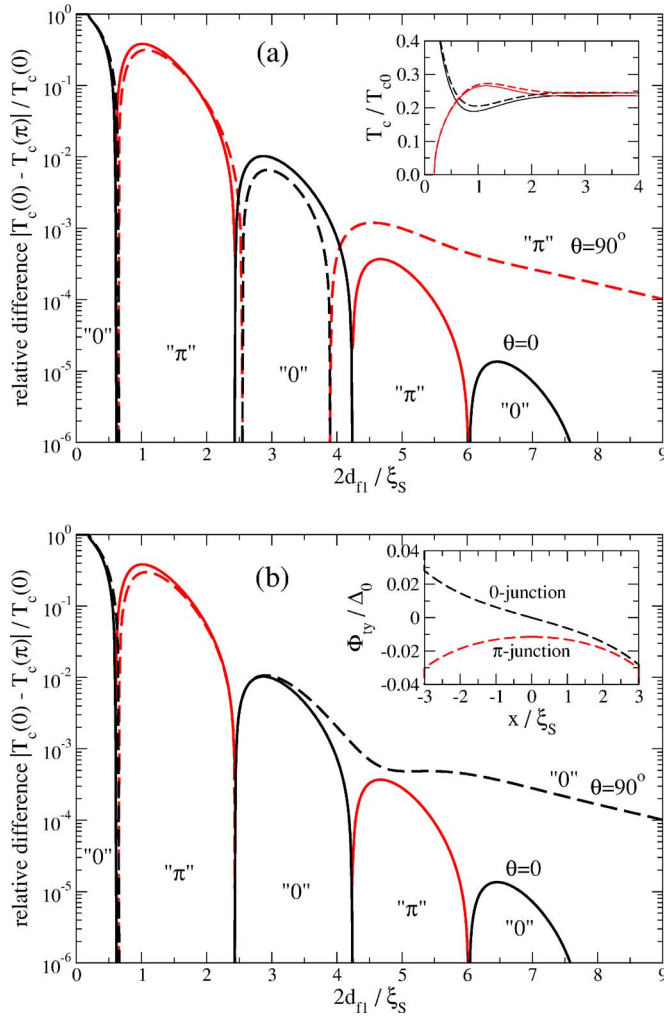 (a)
relative difference |T_c(0) - T_c(π)| / T_c(0)
10^0
10^-1
10^-2
10^-3
10^-4
10^-5
10^-6
T_c / T_c0
0.4
0.3
0.2
0.1
0.0
0 1 2 3 4
"π" θ=90°
θ=0
"0" "π" "0" "π" "0"
0 1 2 3 4 5 6 7 8 9
2d_f1 / ξ_S
(b)
relative difference |T_c(0) - T_c(π)| / T_c(0)
10^0
10^-1
10^-2
10^-3
10^-4
10^-5
10^-6
Φ_ty / Δ_0
0.04
0.02
0
-0.02
-0.04
0-junction
π-junction
-3 -2 -1 0 1 2 3
x / ξ_S
"0" θ=90°
θ=0
"0" "π" "0" "π" "0"
0 1 2 3 4 5 6 7 8 9
2d_f1 / ξ_S